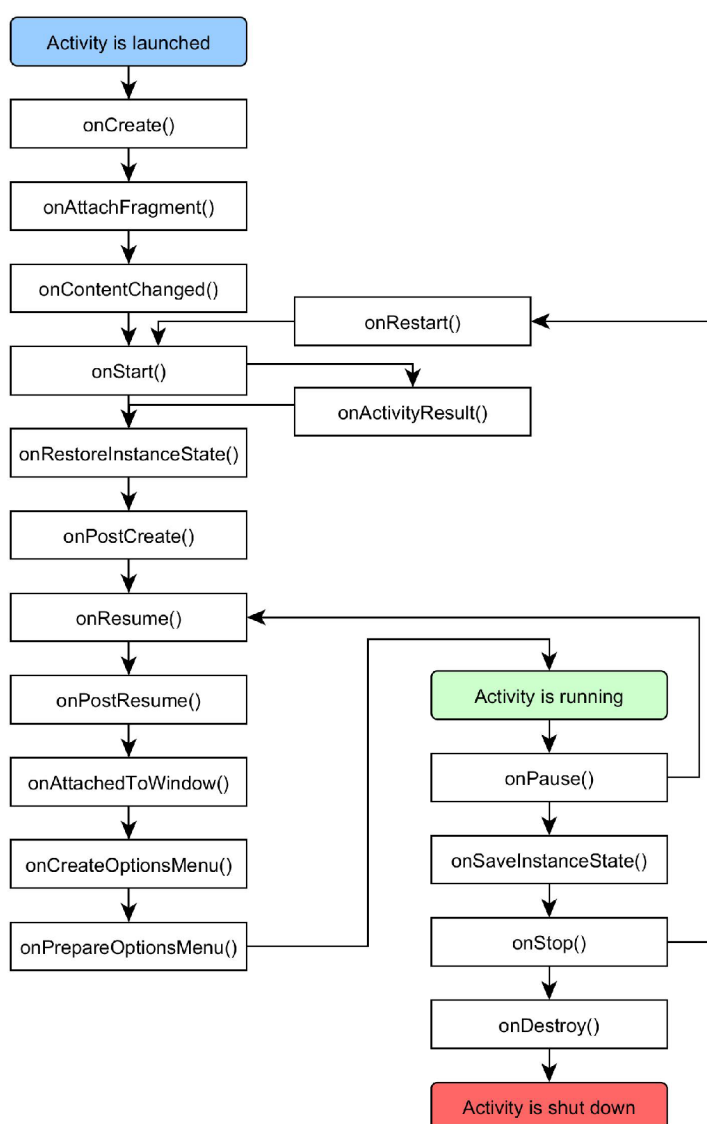 Activity is launched
onCreate()
onAttachFragment()
onContentChanged()
onRestart()
onStart()
onActivityResult()
onRestoreInstanceState()
onPostCreate()
onResume()
onPostResume()
onAttachedToWindow()
onCreateOptionsMenu()
onPrepareOptionsMenu()
Activity is running
onPause()
onSaveInstanceState()
onStop()
onDestroy()
Activity is shut down